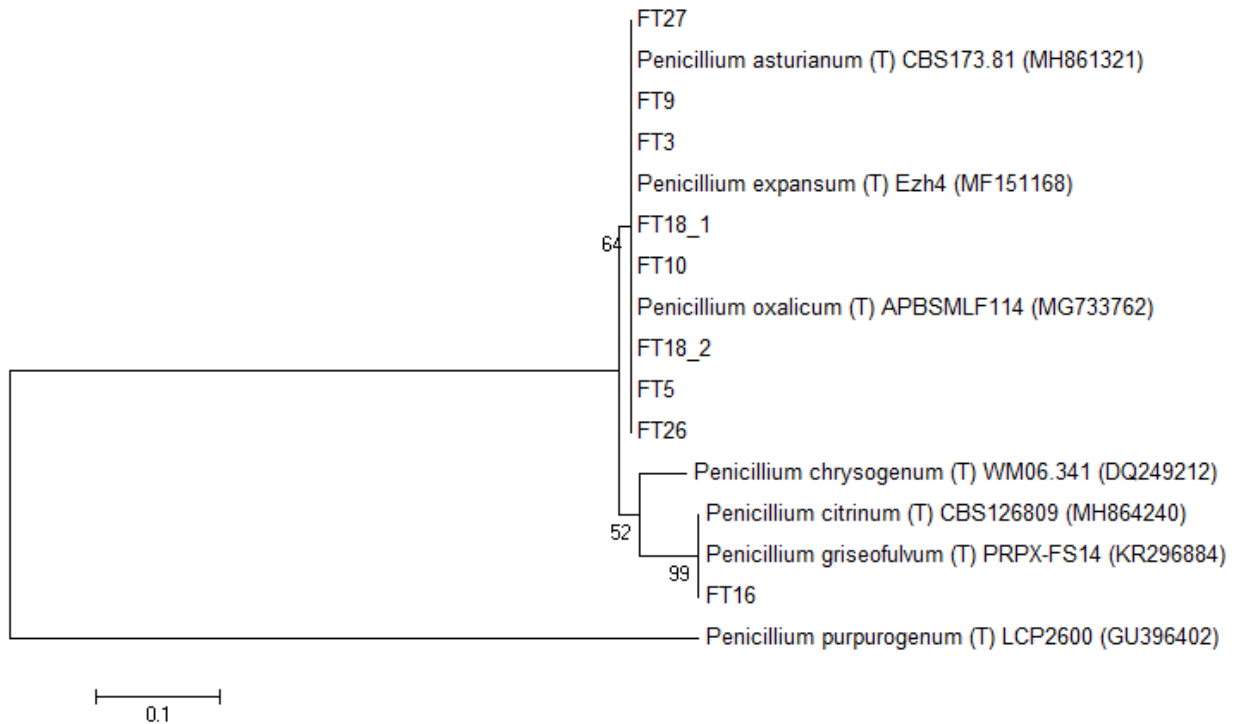 FT27
Penicillium asturianum (T) CBS173.81 (MH861321)
FT9
FT3
Penicillium expansum (T) Ezh4 (MF151168)
FT18_1
64
FT10
Penicillium oxalicum (T) APBSMLF114 (MG733762)
FT18_2
FT5
FT26
Penicillium chrysogenum (T) WM06.341 (DQ249212)
Penicillium citrinum (T) CBS126809 (MH864240)
52
Penicillium griseofulvum (T) PRPX-FS14 (KR296884)
99
FT16
Penicillium purpurogenum (T) LCP2600 (GU396402)
0.1